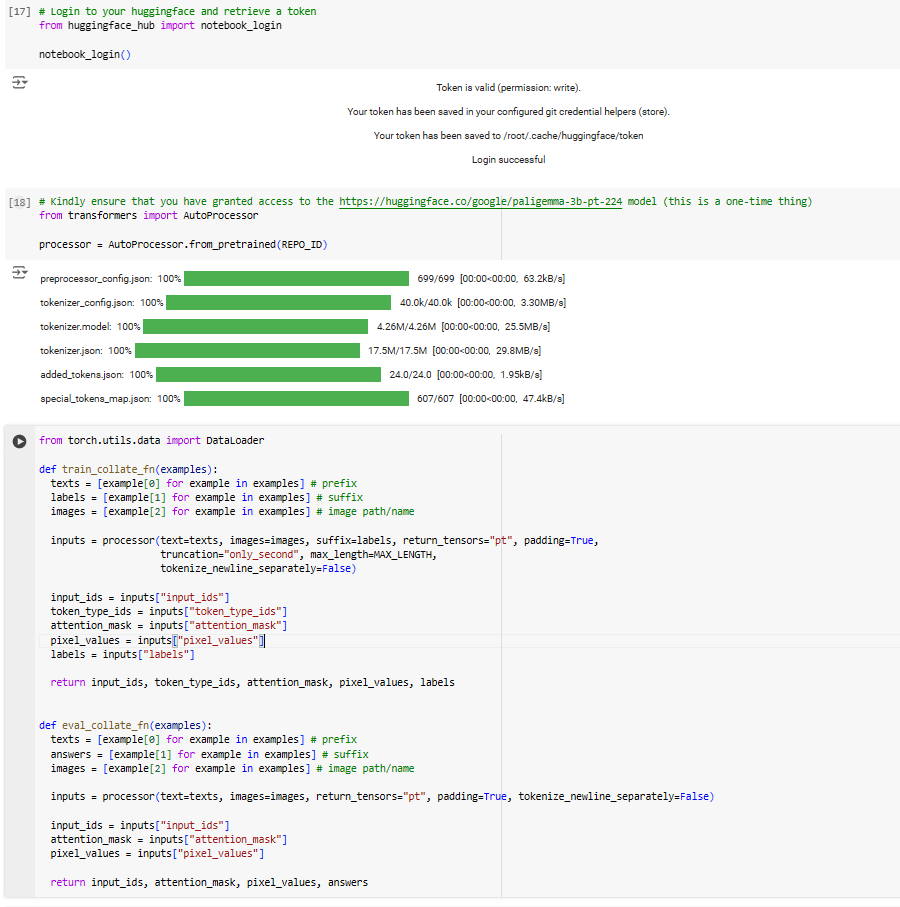 [17] # Login to your huggingface and retrieve a token
from huggingface_hub import notebook_login
notebook_login()
Token is valid (permission: write).
Your token has been saved in your configured git credential helpers (store).
Your token has been saved to /root/.cache/huggingface/token
Login successful
[18] # Kindly ensure that you have granted access to the https://huggingface.co/google/paligemma-3b-pt-224 model (this is a one-time thing)
from transformers import AutoProcessor
processor = AutoProcessor.from_pretrained(REPO_ID)
preprocessor_config.json: 100% 699/699 [00:00<00:00, 63.2kB/s]
tokenizer_config.json: 100% 40.0k/40.0k [00:00<00:00, 3.30MB/s]
tokenizer.model: 100% 4.26M/4.26M [00:00<00:00, 25.5MB/s]
tokenizer.json: 100% 17.5M/17.5M [00:00<00:00, 29.8MB/s]
added_tokens.json: 100% 24.0/24.0 [00:00<00:00, 1.95kB/s]
special_tokens_map.json: 100% 607/607 [00:00<00:00, 47.4kB/s]
from torch.utils.data import DataLoader
def train_collate_fn(examples):
texts = [example[0] for example in examples] # prefix
labels = [example[1] for example in examples] # suffix
images = [example[2] for example in examples] # image path/name
inputs = processor(text=texts, images=images, suffix=labels, return_tensors="pt", padding=True,
truncation="only_second", max_length=MAX_LENGTH,
tokenize_newline_separately=False)
input_ids = inputs["input_ids"]
token_type_ids = inputs["token_type_ids"]
attention_mask = inputs["attention_mask"]
pixel_values = inputs["pixel_values"]
labels = inputs["labels"]
return input_ids, token_type_ids, attention_mask, pixel_values, labels
def eval_collate_fn(examples):
texts = [example[0] for example in examples] # prefix
answers = [example[1] for example in examples] # suffix
images = [example[2] for example in examples] # image path/name
inputs = processor(text=texts, images=images, return_tensors="pt", padding=True, tokenize_newline_separately=False)
input_ids = inputs["input_ids"]
attention_mask = inputs["attention_mask"]
pixel_values = inputs["pixel_values"]
return input_ids, attention_mask, pixel_values, answers